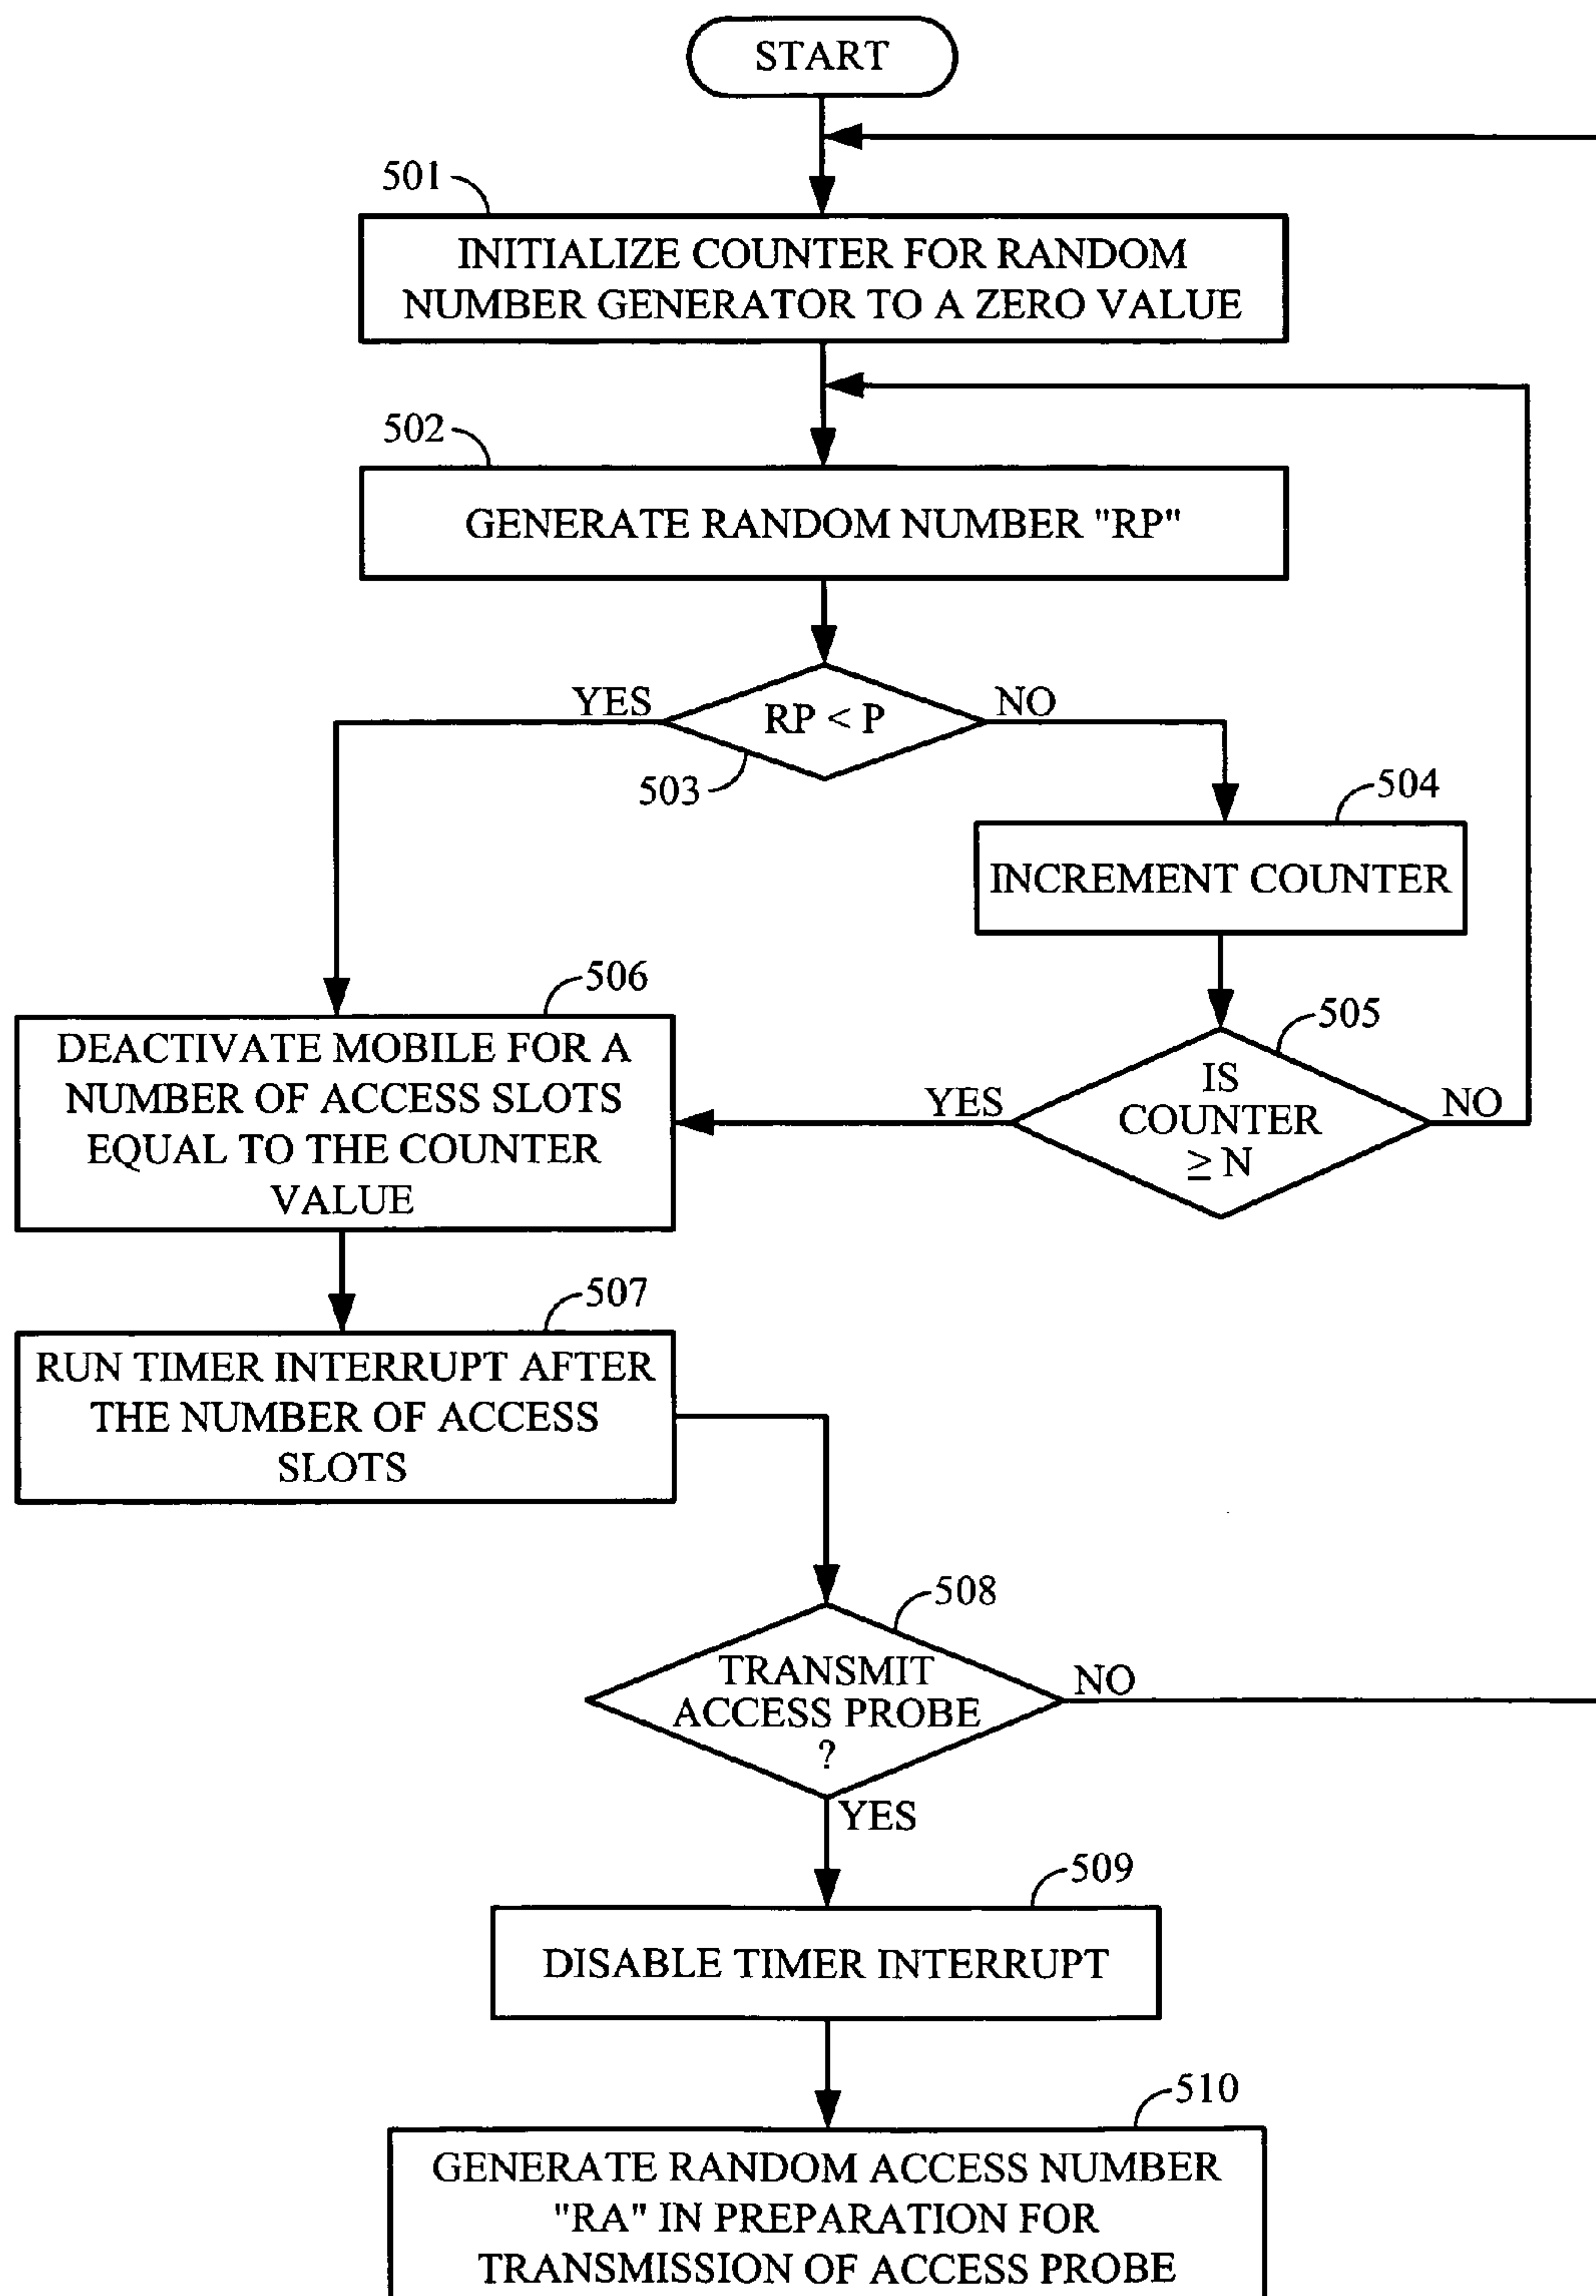 START
501
INITIALIZE COUNTER FOR RANDOM
NUMBER GENERATOR TO A ZERO VALUE
502
GENERATE RANDOM NUMBER "RP"
YES
RP < P
NO
503
504
INCREMENT COUNTER
506
DEACTIVATE MOBILE FOR A
NUMBER OF ACCESS SLOTS
EQUAL TO THE COUNTER
VALUE
505
YES
IS
COUNTER
≥ N
NO
507
RUN TIMER INTERRUPT AFTER
THE NUMBER OF ACCESS
SLOTS
508
TRANSMIT
ACCESS PROBE
?
NO
YES
509
DISABLE TIMER INTERRUPT
510
GENERATE RANDOM ACCESS NUMBER
"RA" IN PREPARATION FOR
TRANSMISSION OF ACCESS PROBE